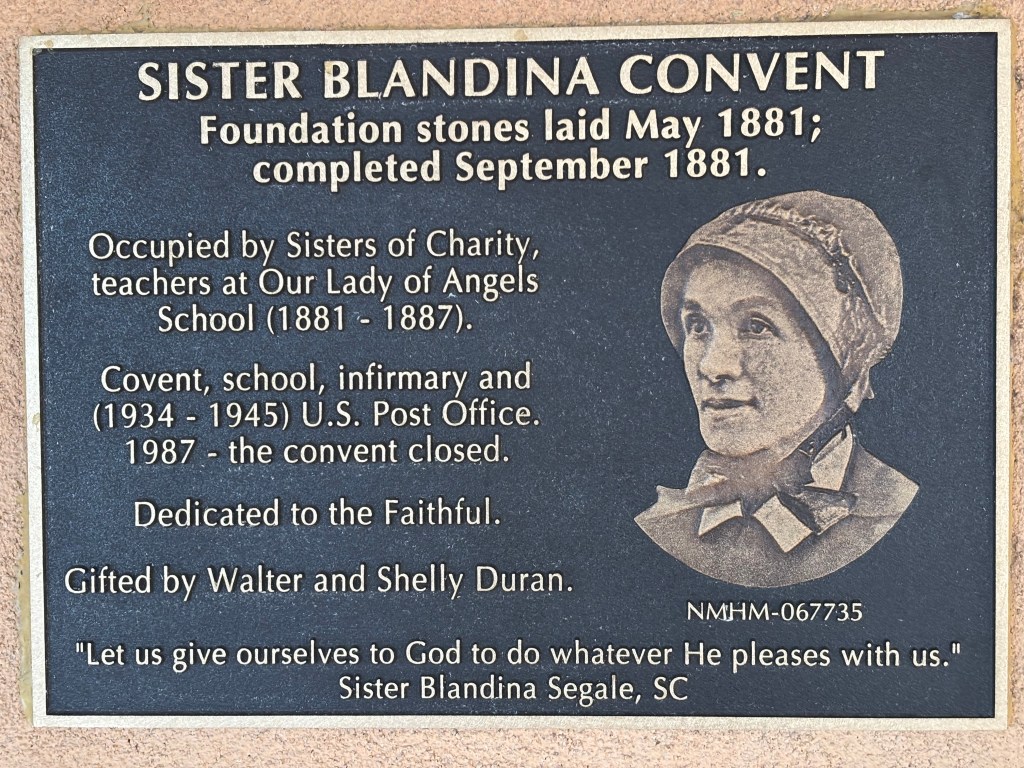 SISTER BLANDINA CONVENT
Foundation stones laid May 1881;
completed September 1881.
Occupied by Sisters of Charity,
teachers at Our Lady of Angels
School (1881 - 1887).
Covent, school, infirmary and
(1934 - 1945) U.S. Post Office.
1987 - the convent closed.
Dedicated to the Faithful.
Gifted by Walter and Shelly Duran.
NMHM-067735
"Let us give ourselves to God to do whatever He pleases with us."
Sister Blandina Segale, SC